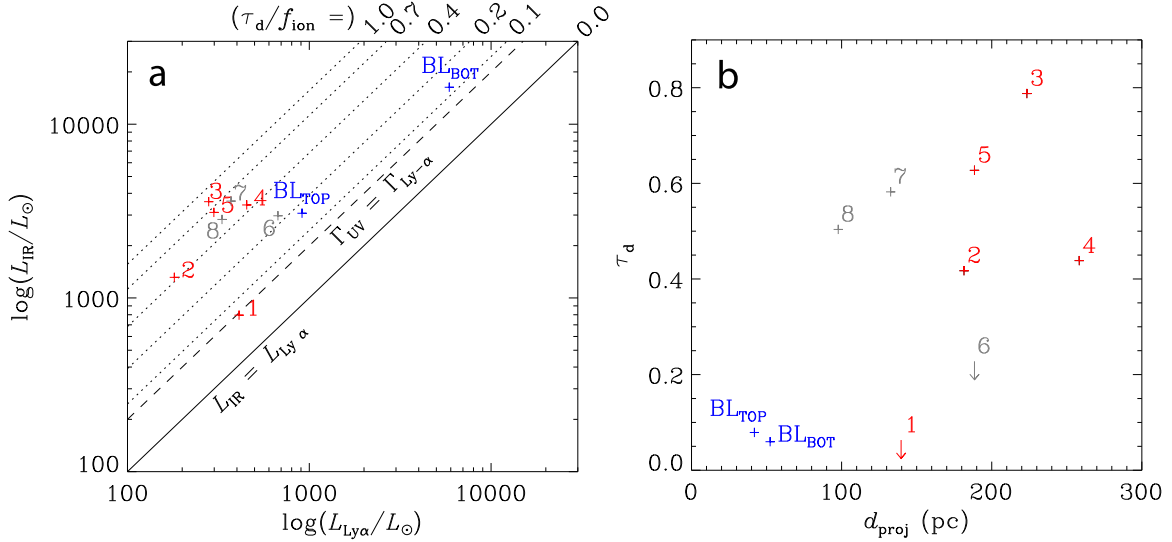 (τd/fion =) 1.0 0.7 0.4 0.2 0.1 0.0
a
BLBOT
10000
3 7
5 4
BLTOP
8 6
ΓUV = ΓLy-α
2
1000
1
LIR = LLy α
100
100 1000 10000
log(LIR/L⊙)
log(LLyα/L⊙)
b
0.8
3
5
0.6
7
8
τd
2
4
0.4
6
0.2
BLTOP
1
BLBOT
0.0
0 100 200 300
dproj (pc)